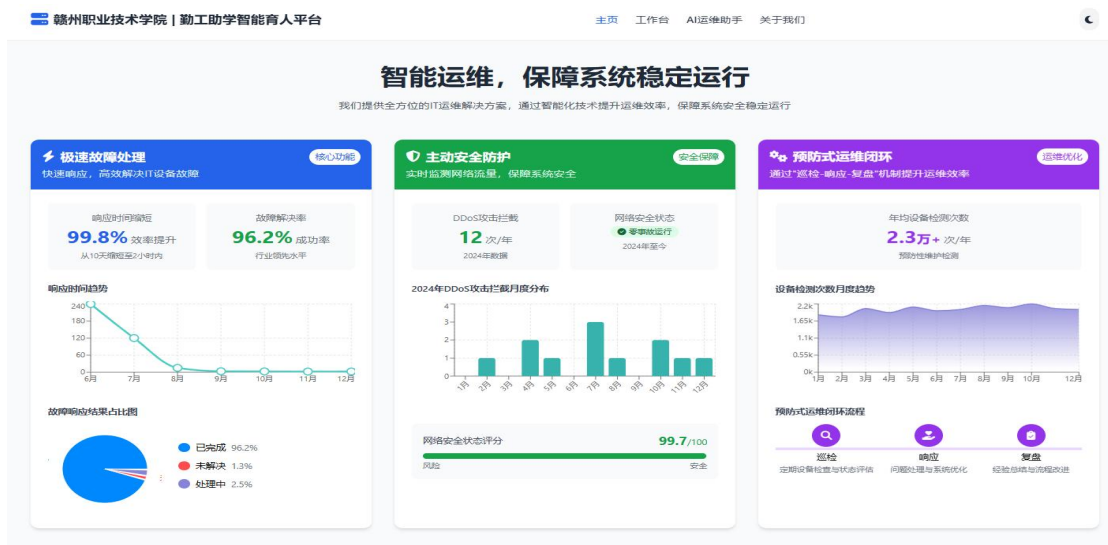 赣州职业技术学院 | 勤工助学智能育人平台
主页 工作台 AI运维助手 关于我们
智能运维，保障系统稳定运行
我们提供全方位的IT运维解决方案，通过智能化技术提升运维效率，保障系统安全稳定运行
极速故障处理 核心功能
快速响应，高效解决IT设备故障
响应时间缩短
99.8% 效率提升
从10天缩短至2小时内
故障解决率
96.2% 成功率
行业领先水平
响应时间趋势
240
180
120
60
0
6月 7月 8月 9月 10月 11月 12月
故障响应结果占比图
已完成 96.2%
未解决 1.3%
处理中 2.5%
主动安全防护 安全保障
实时监测网络流量，保障系统安全
DDoS攻击拦截
12 次/年
2024年数据
网络安全状态
零事故运行
2024年至今
2024年DDoS攻击拦截月度分布
4
3
2
1
0
1月 2月 3月 4月 5月 6月 7月 8月 9月 10月 11月 12月
网络安全状态评分 99.7/100
风险 安全
预防式运维闭环 运维优化
通过"巡检-响应-复盘"机制提升运维效率
年均设备检测次数
2.3万+ 次/年
预防性维护检测
设备检测次数月度趋势
2.2k
1.65k
1.1k
0.55k
0k
1月 2月 3月 4月 5月 6月 7月 8月 9月 10月 12月
预防式运维闭环流程
巡检 响应 复盘
定期设备检查与状态评估 问题处理与系统优化 经验总结与流程改进